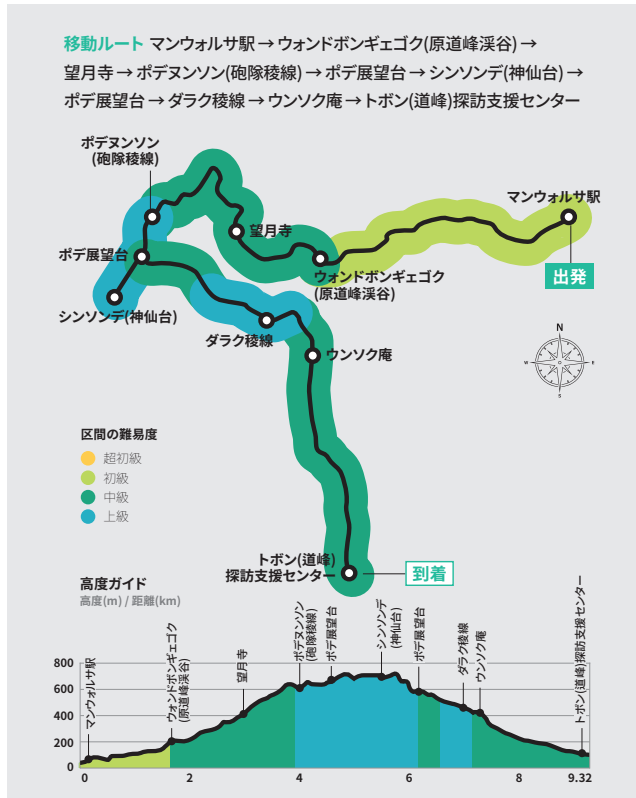 移動ルート マンウォルサ駅 → ウォンドボンギェゴク(原道峰渓谷) →
望月寺 → ポデヌンソン(砲隊稜線) → ポデ展望台 → シンソンデ(神仙台) →
ポデ展望台 → ダラク稜線 → ウンソク庵 → トボン(道峰)探訪支援センター
ポデヌンソン
(砲隊稜線)
マンウォルサ駅
望月寺
ポデ展望台
ウォンドボンギェゴク
(原道峰渓谷)
出発
シンソンデ(神仙台)
ダラク稜線
ウンソク庵
N
W
E
S
区間の難易度
超初級
初級
中級
上級
トボン(道峰)
探訪支援センター
到着
高度ガイド
高度(m) / 距離(km)
マンウォルサ駅
ウォンドボンギェゴク
(原道峰渓谷)
望月寺
ポデヌンソン
(砲隊稜線)
ポデ展望台
シンソンデ
(神仙台)
ポデ展望台
ダラク稜線
ウンソク庵
トボン(道峰)探訪支援センター
800
600
400
200
0
0 2 4 6 8 9.32